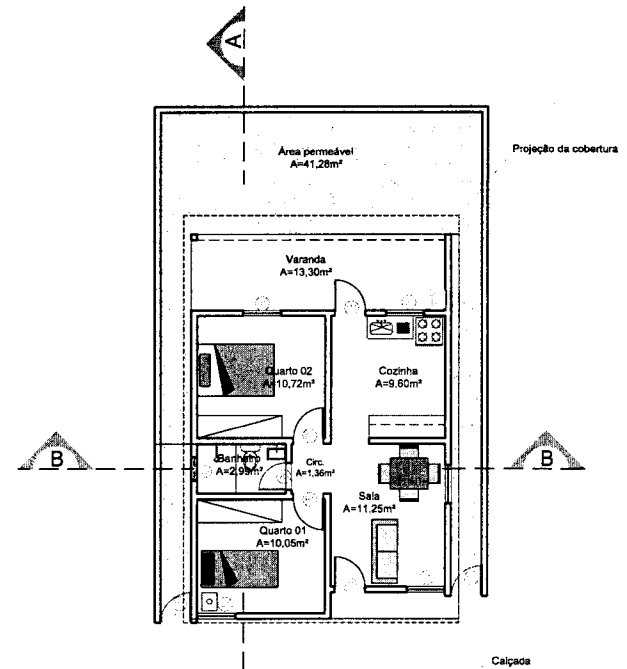 A
Área permeável
A=41,28m²
Projeção da cobertura
Varanda
A=13,30m²
Quarto 02
A=10,72m²
Cozinha
A=9,60m²
B
Banheiro
A=2,99m²
Circ.
A=1,36m²
B
Sala
A=11,25m²
Quarto 01
A=10,05m²
Calçada